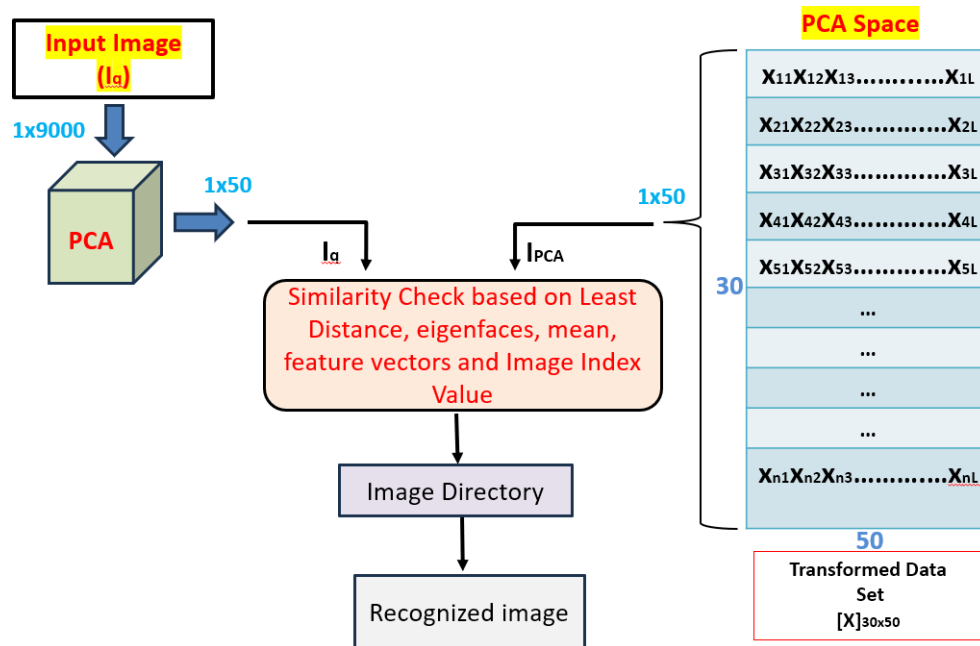 Input Image
(Iq)
1x9000
PCA
1x50
Iq
Similarity Check based on Least
Distance, eigenfaces, mean,
feature vectors and Image Index
Value
Image Directory
Recognized image
1x50
IPCA
PCA Space
X11X12X13...............X1L
X21X22X23...............X2L
X31X32X33...............X3L
X41X42X43...............X4L
X51X52X53...............X5L
...
...
...
...
Xn1Xn2Xn3...............XnL
30
50
Transformed Data
Set
[X]30x50